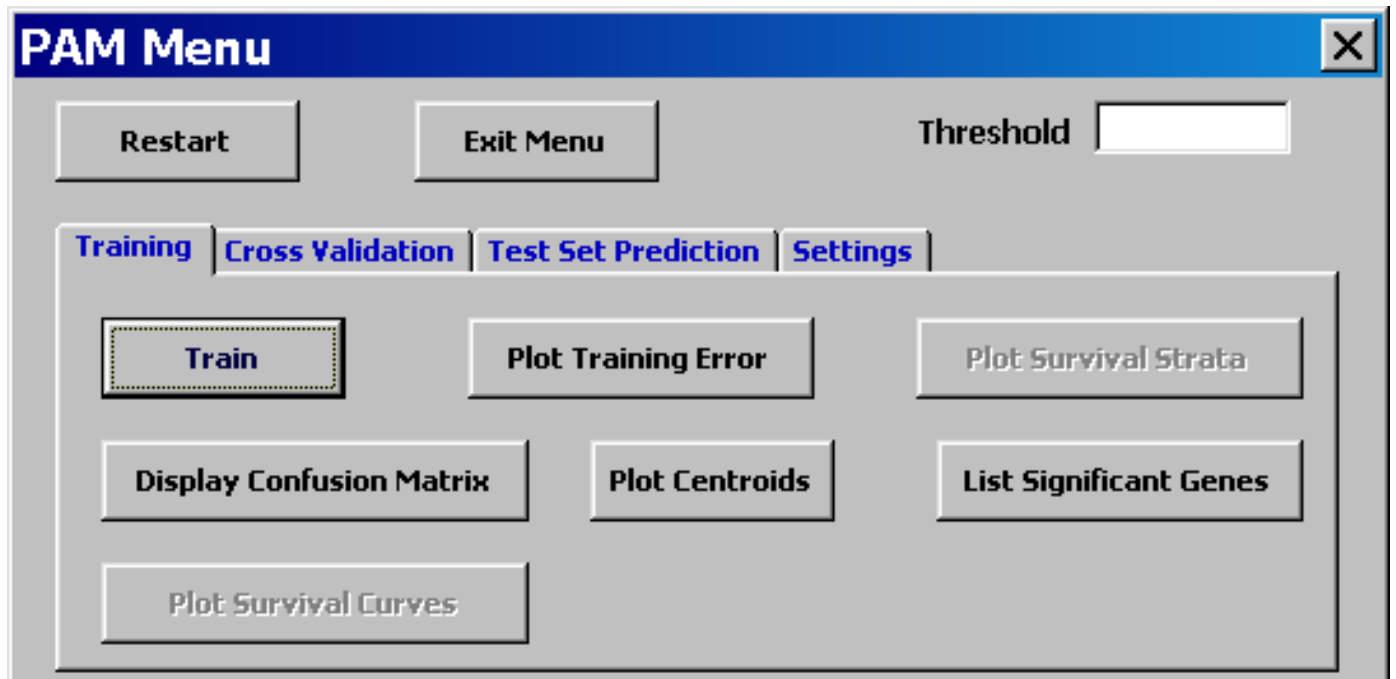 PAM Menu
Restart Exit Menu Threshold
Training Cross Validation Test Set Prediction Settings
Train Plot Training Error Plot Survival Strata
Display Confusion Matrix Plot Centroids List Significant Genes
Plot Survival Curves